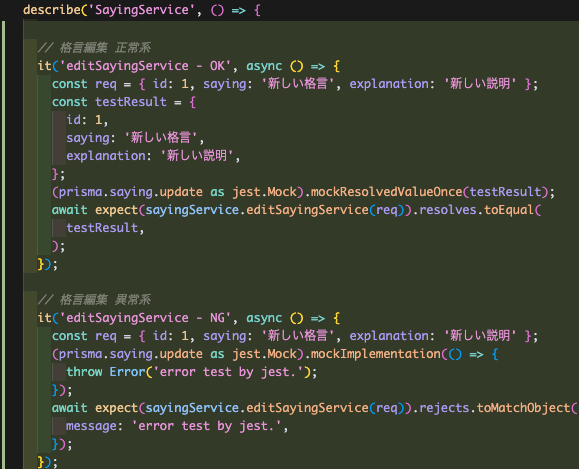 describe('SayingService', () => {
// 格言編集 正常系
it('editSayingService - OK', async () => {
const req = { id: 1, saying: '新しい格言', explanation: '新しい説明' };
const testResult = {
id: 1,
saying: '新しい格言',
explanation: '新しい説明',
};
(prisma.saying.update as jest.Mock).mockResolvedValueOnce(testResult);
await expect(sayingService.editSayingService(req)).resolves.toEqual(
testResult,
);
});
// 格言編集 異常系
it('editSayingService - NG', async () => {
const req = { id: 1, saying: '新しい格言', explanation: '新しい説明' };
(prisma.saying.update as jest.Mock).mockImplementation(() => {
throw Error('error test by jest.');
});
await expect(sayingService.editSayingService(req)).rejects.toMatchObject(
message: 'error test by jest.',
});
});